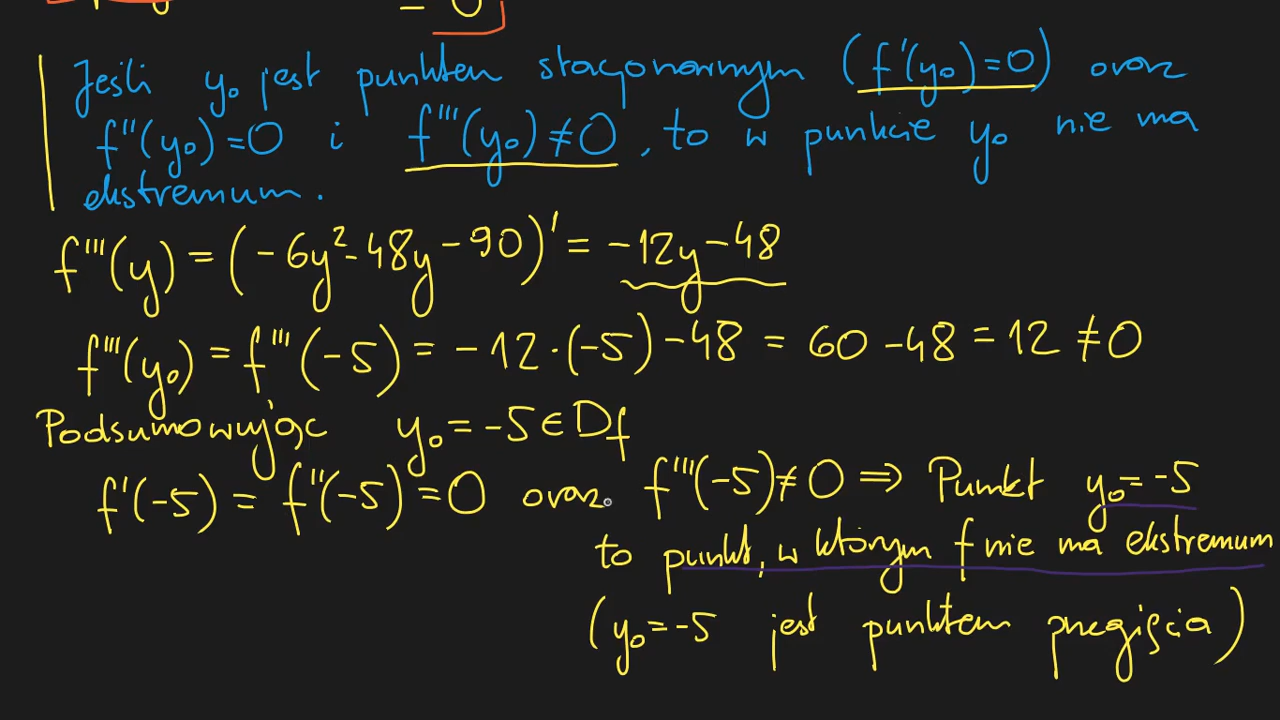 = 0
Jeśli y₀ jest punktem stacjonarnym (f'(y₀)=0) oraz
f''(y₀)=0 i f'''(y₀)≠0, to w punkcie y₀ nie ma
ekstremum.
f'''(y) = (-6y²-48y-90)' = -12y-48
f'''(y₀) = f'''(-5) = -12·(-5)-48 = 60-48 = 12 ≠0
Podsumowując y₀ = -5 ∈ Df
f'(-5) = f''(-5) = 0 oraz f'''(-5)≠0 ⇒ Punkt y₀=-5
to punkt, w którym f nie ma ekstremum
(y₀=-5 jest punktem przegięcia)